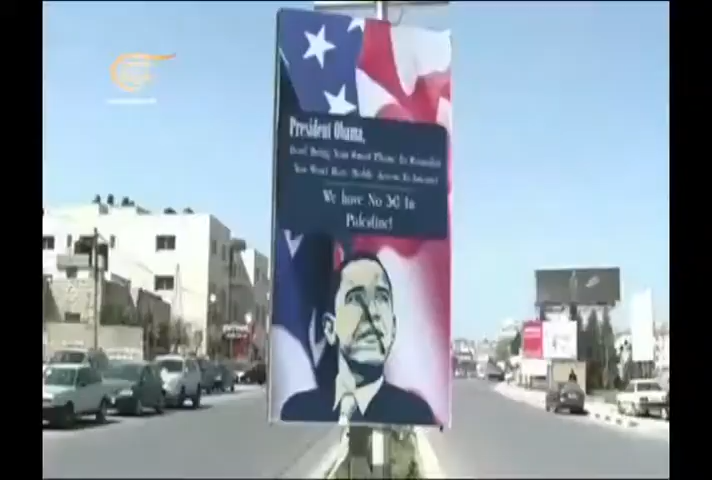 President Obama,
Don't Bring Your Smart Phone To Ramallah
You Wont Have Mobile Access To Internet
We have No 3G In
Palestine!